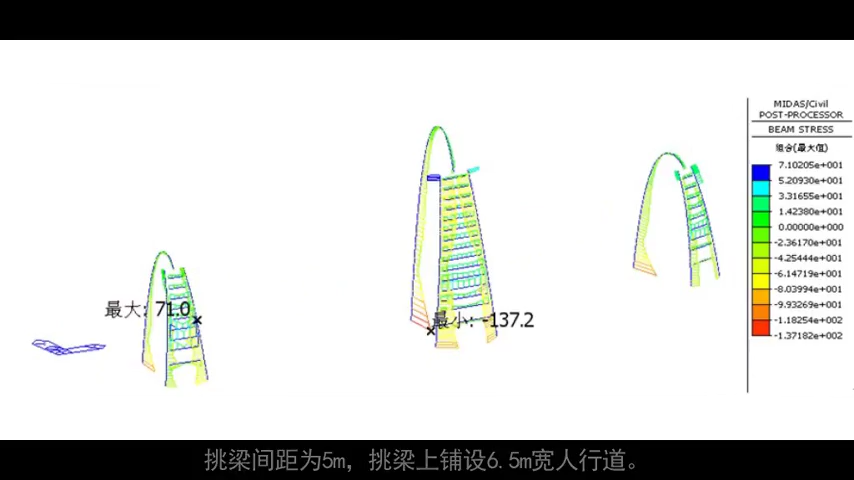 MIDAS/Civil
POST-PROCESSOR
BEAM STRESS
组合(最大值)
7.10205e+001
5.20930e+001
3.31655e+001
1.42380e+001
0.00000e+000
-2.36170e+001
-4.25444e+001
-6.14719e+001
-8.03994e+001
-9.93269e+001
-1.18254e+002
-1.37182e+002
最大: 71.0
最小: -137.2
挑梁间距为5m，挑梁上铺设6.5m宽人行道。